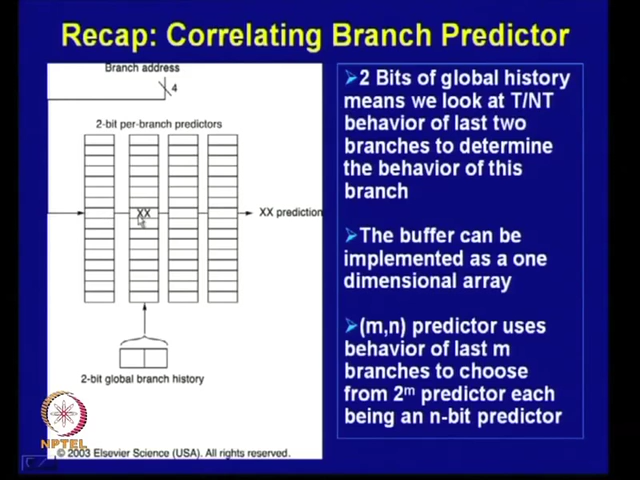 Recap: Correlating Branch Predictor
Branch address
4
2-bit per-branch predictors
XX
XX prediction
2-bit global branch history
NPTEL
© 2003 Elsevier Science (USA). All rights reserved.
➢2 Bits of global history
means we look at T/NT
behavior of last two
branches to determine
the behavior of this
branch
➢The buffer can be
implemented as a one
dimensional array
➢(m,n) predictor uses
behavior of last m
branches to choose
from 2ᵐ predictor each
being an n-bit predictor